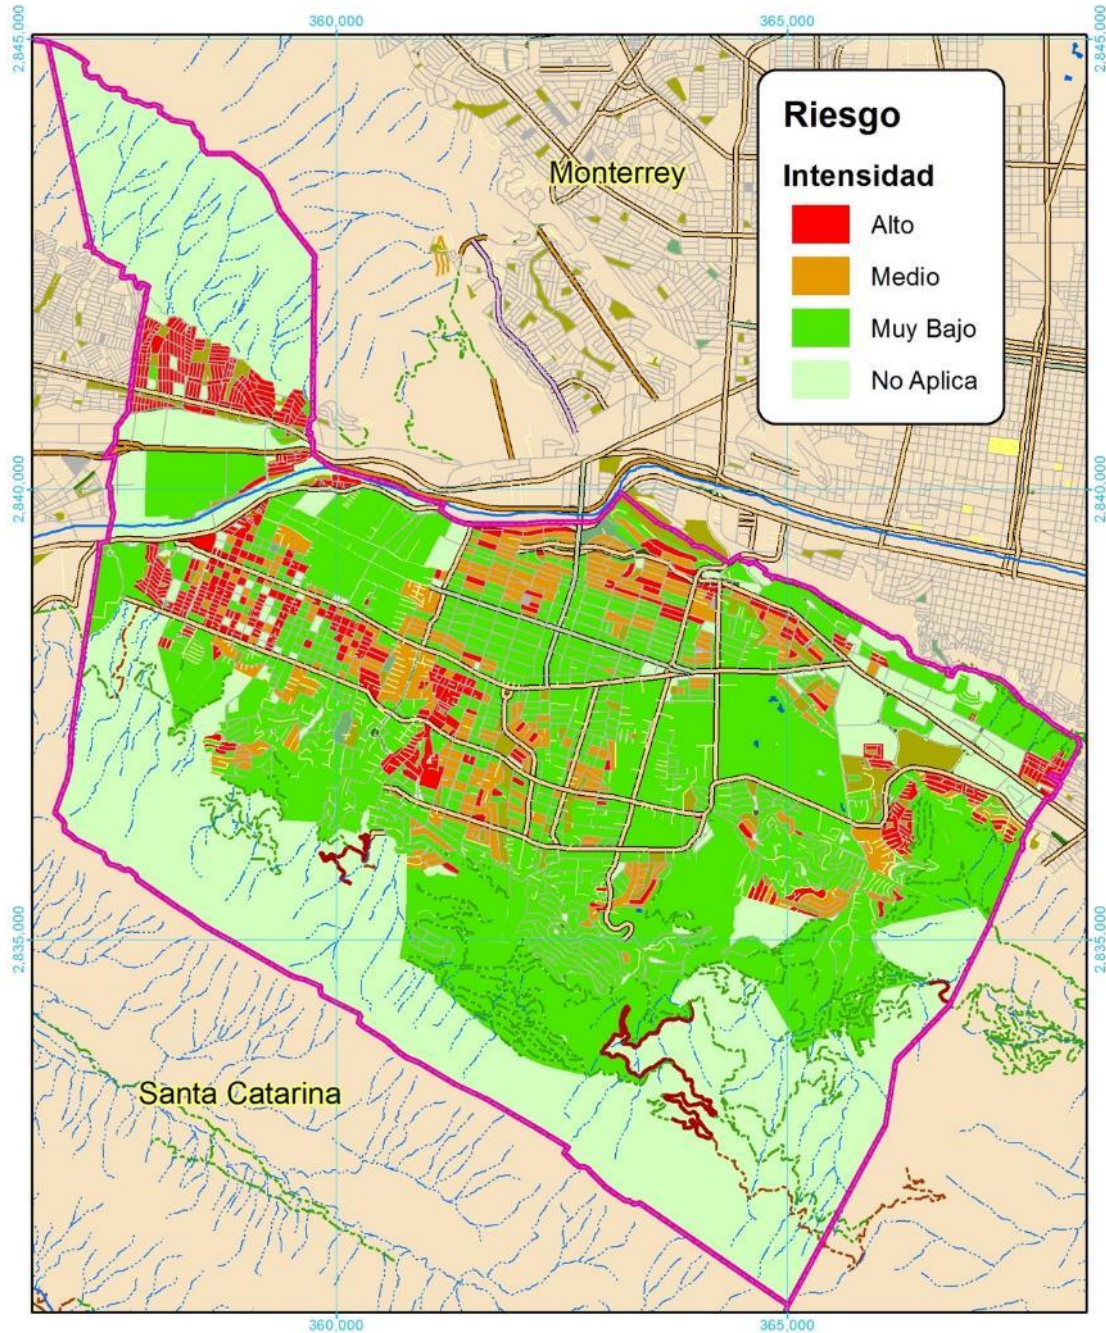 360,000
365,000
2,845,000
2,845,000
Riesgo
Intensidad
Alto
Medio
Muy Bajo
No Aplica
Monterrey
2,840,000
2,840,000
2,835,000
2,835,000
Santa Catarina
360,000
365,000